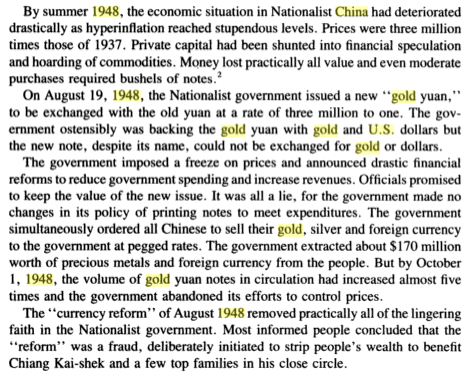 By summer 1948, the economic situation in Nationalist China had deteriorated
drastically as hyperinflation reached stupendous levels. Prices were three million
times those of 1937. Private capital had been shunted into financial speculation
and hoarding of commodities. Money lost practically all value and even moderate
purchases required bushels of notes.²
On August 19, 1948, the Nationalist government issued a new "gold yuan,"
to be exchanged with the old yuan at a rate of three million to one. The gov-
ernment ostensibly was backing the gold yuan with gold and U.S. dollars but
the new note, despite its name, could not be exchanged for gold or dollars.
The government imposed a freeze on prices and announced drastic financial
reforms to reduce government spending and increase revenues. Officials promised
to keep the value of the new issue. It was all a lie, for the government made no
changes in its policy of printing notes to meet expenditures. The government
simultaneously ordered all Chinese to sell their gold, silver and foreign currency
to the government at pegged rates. The government extracted about $170 million
worth of precious metals and foreign currency from the people. But by October
1, 1948, the volume of gold yuan notes in circulation had increased almost five
times and the government abandoned its efforts to control prices.
The "currency reform" of August 1948 removed practically all of the lingering
faith in the Nationalist government. Most informed people concluded that the
"reform" was a fraud, deliberately initiated to strip people's wealth to benefit
Chiang Kai-shek and a few top families in his close circle.